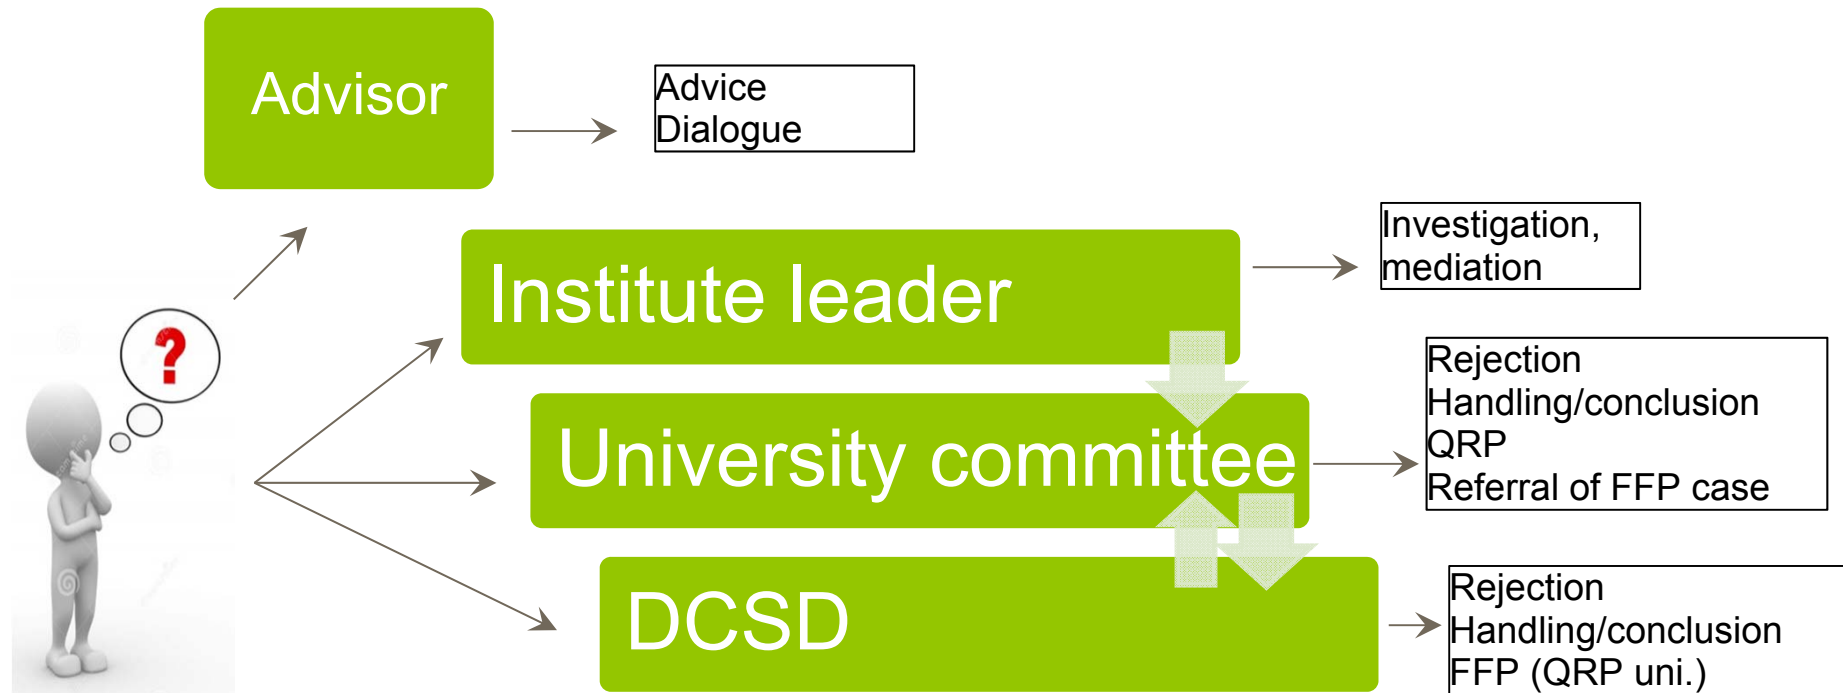 Advisor
Advice
Dialogue
Institute leader
Investigation,
mediation
?
University committee
Rejection
Handling/conclusion
QRP
Referral of FFP case
DCSD
Rejection
Handling/conclusion
FFP (QRP uni.)